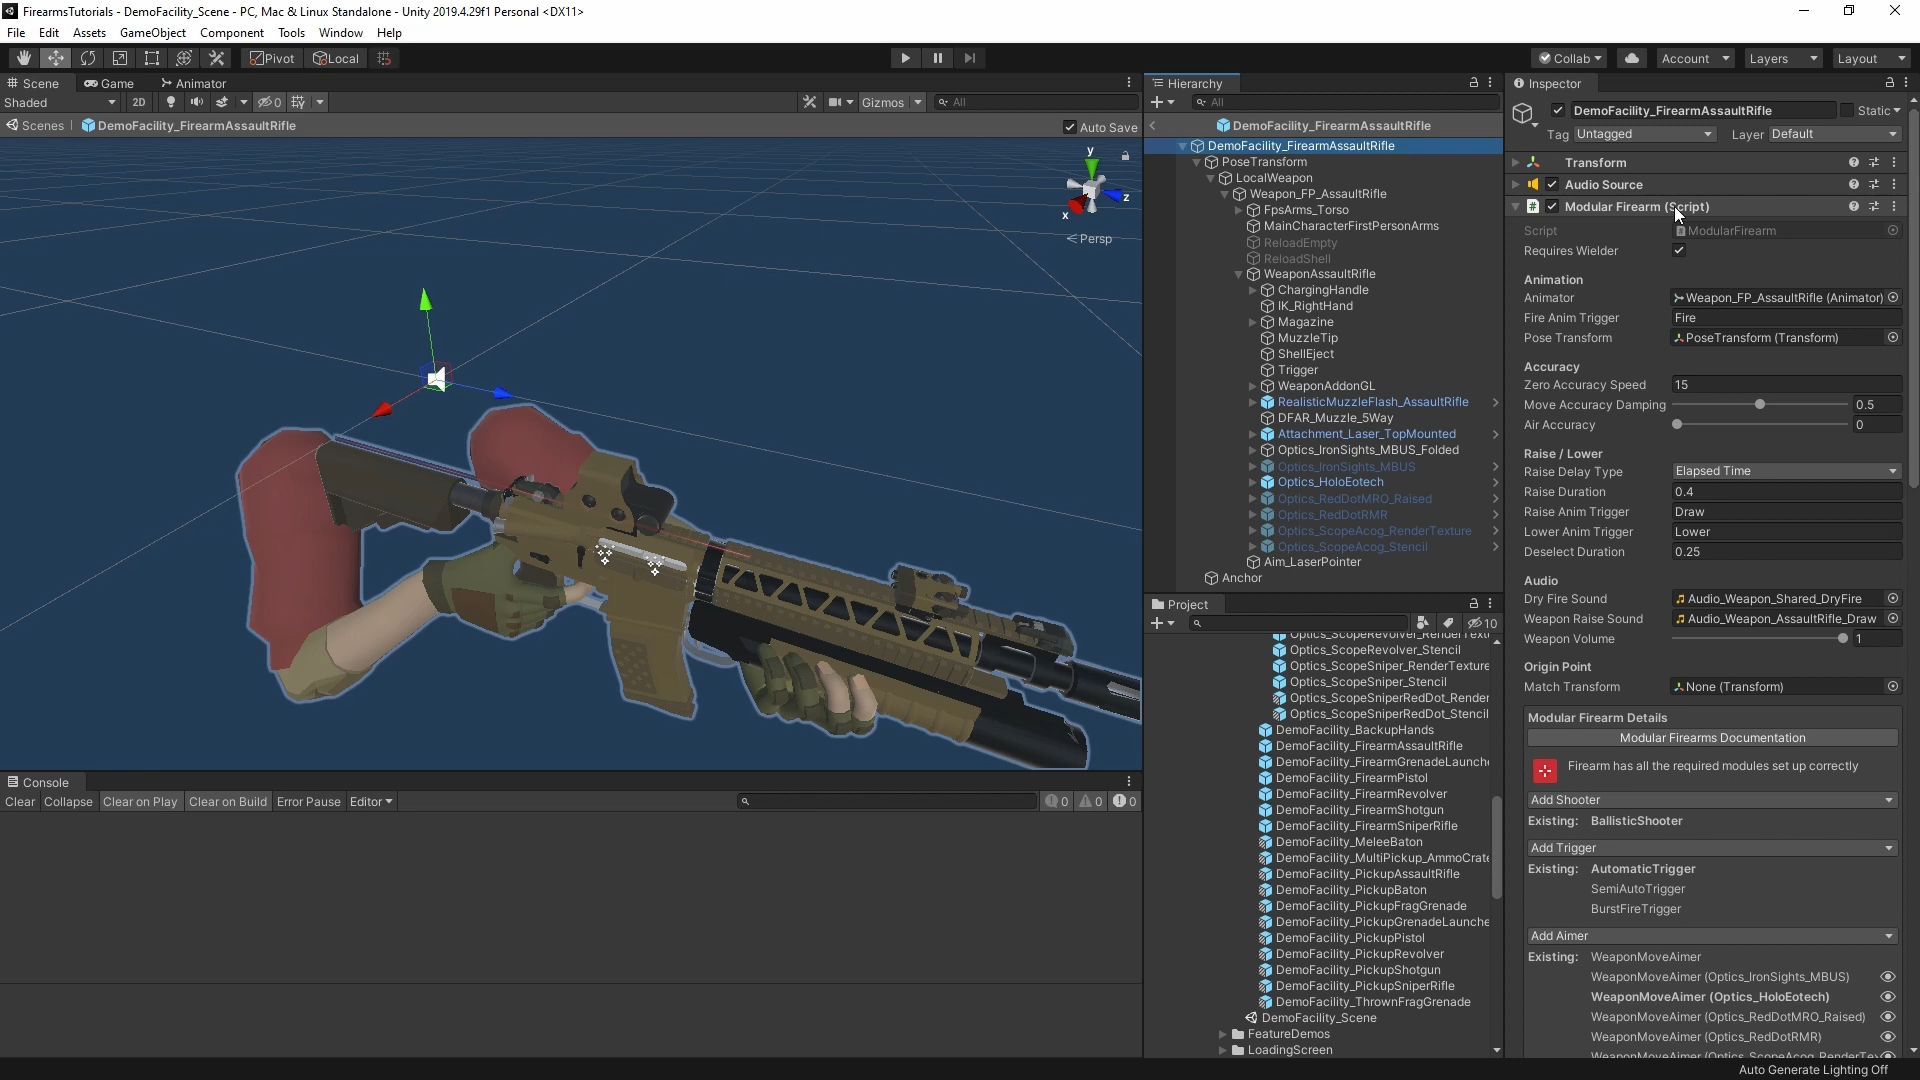 FirearmsTutorials - DemoFacility_Scene - PC, Mac & Linux Standalone - Unity 2019.4.29f1 Personal <DX11>
File Edit Assets GameObject Component Tools Window Help
Pivot Local
Collab Account Layers Layout
Scene Game Animator
Shaded 2D 0 Gizmos All
Scenes DemoFacility_FirearmAssaultRifle Auto Save
y
z
x
Persp
Console
Clear Collapse Clear on Play Clear on Build Error Pause Editor 0 0 0
Hierarchy
All
DemoFacility_FirearmAssaultRifle
DemoFacility_FirearmAssaultRifle
PoseTransform
LocalWeapon
Weapon_FP_AssaultRifle
FpsArms_Torso
MainCharacterFirstPersonArms
ReloadEmpty
ReloadShell
WeaponAssaultRifle
ChargingHandle
IK_RightHand
Magazine
MuzzleTip
ShellEject
Trigger
WeaponAddonGL
RealisticMuzzleFlash_AssaultRifle
DFAR_Muzzle_5Way
Attachment_Laser_TopMounted
Optics_IronSights_MBUS_Folded
Optics_IronSights_MBUS
Optics_HoloEotech
Optics_RedDotMRO_Raised
Optics_RedDotRMR
Optics_ScopeAcog_RenderTexture
Optics_ScopeAcog_Stencil
Aim_LaserPointer
Anchor
Project
10
Optics_ScopeRevolver_RenderTextu
Optics_ScopeRevolver_Stencil
Optics_ScopeSniper_RenderTexture
Optics_ScopeSniper_Stencil
Optics_ScopeSniperRedDot_Render
Optics_ScopeSniperRedDot_Stencil
DemoFacility_BackupHands
DemoFacility_FirearmAssaultRifle
DemoFacility_FirearmGrenadeLaunche
DemoFacility_FirearmPistol
DemoFacility_FirearmRevolver
DemoFacility_FirearmShotgun
DemoFacility_FirearmSniperRifle
DemoFacility_MeleeBaton
DemoFacility_MultiPickup_AmmoCrate
DemoFacility_PickupAssaultRifle
DemoFacility_PickupBaton
DemoFacility_PickupFragGrenade
DemoFacility_PickupGrenadeLaunche
DemoFacility_PickupPistol
DemoFacility_PickupRevolver
DemoFacility_PickupShotgun
DemoFacility_PickupSniperRifle
DemoFacility_ThrownFragGrenade
DemoFacility_Scene
FeatureDemos
LoadingScreen
Inspector
DemoFacility_FirearmAssaultRifle Static
Tag Untagged Layer Default
Transform
Audio Source
Modular Firearm (Script)
Script ModularFirearm
Requires Wielder
Animation
Animator Weapon_FP_AssaultRifle (Animator)
Fire Anim Trigger Fire
Pose Transform PoseTransform (Transform)
Accuracy
Zero Accuracy Speed 15
Move Accuracy Damping 0.5
Air Accuracy 0
Raise / Lower
Raise Delay Type Elapsed Time
Raise Duration 0.4
Raise Anim Trigger Draw
Lower Anim Trigger Lower
Deselect Duration 0.25
Audio
Dry Fire Sound Audio_Weapon_Shared_DryFire
Weapon Raise Sound Audio_Weapon_AssaultRifle_Draw
Weapon Volume 1
Origin Point
Match Transform None (Transform)
Modular Firearm Details
Modular Firearms Documentation
Firearm has all the required modules set up correctly
Add Shooter
Existing: BallisticShooter
Add Trigger
Existing: AutomaticTrigger
SemiAutoTrigger
BurstFireTrigger
Add Aimer
Existing: WeaponMoveAimer
WeaponMoveAimer (Optics_IronSights_MBUS)
WeaponMoveAimer (Optics_HoloEotech)
WeaponMoveAimer (Optics_RedDotMRO_Raised)
WeaponMoveAimer (Optics_RedDotRMR)
WeaponMoveAimer (Optics_ScopeAcog_RenderTex
Auto Generate Lighting Off